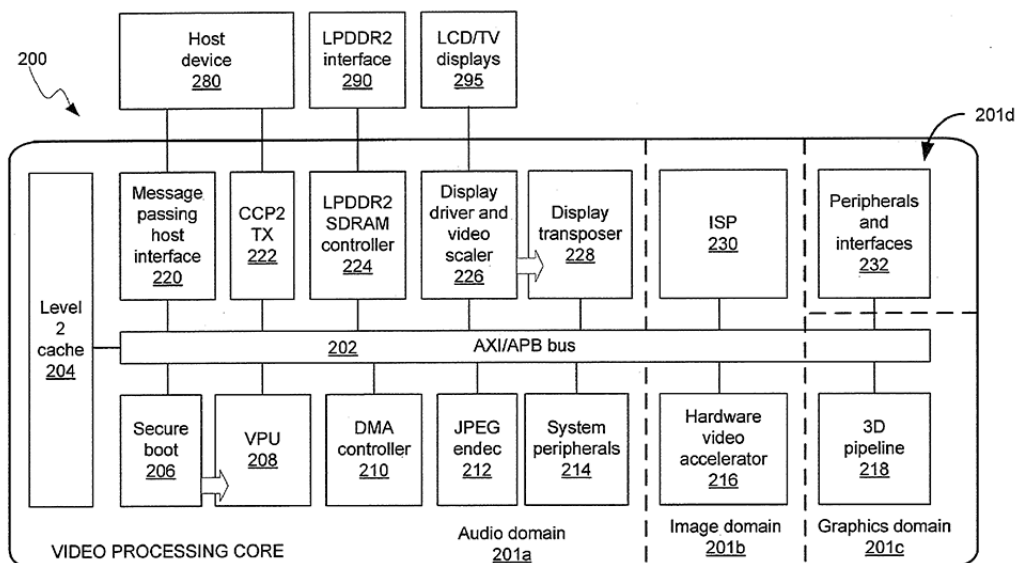 Host
device
280
LPDDR2
interface
290
LCD/TV
displays
295
200
201d
Level
2
cache
204
Message
passing
host
interface
220
CCP2
TX
222
LPDDR2
SDRAM
controller
224
Display
driver and
video
scaler
226
Display
transposer
228
ISP
230
Peripherals
and
interfaces
232
202 AXI/APB bus
Secure
boot
206
VPU
208
DMA
controller
210
JPEG
endec
212
System
peripherals
214
Hardware
video
accelerator
216
3D
pipeline
218
VIDEO PROCESSING CORE
Audio domain
201a
Image domain
201b
Graphics domain
201c